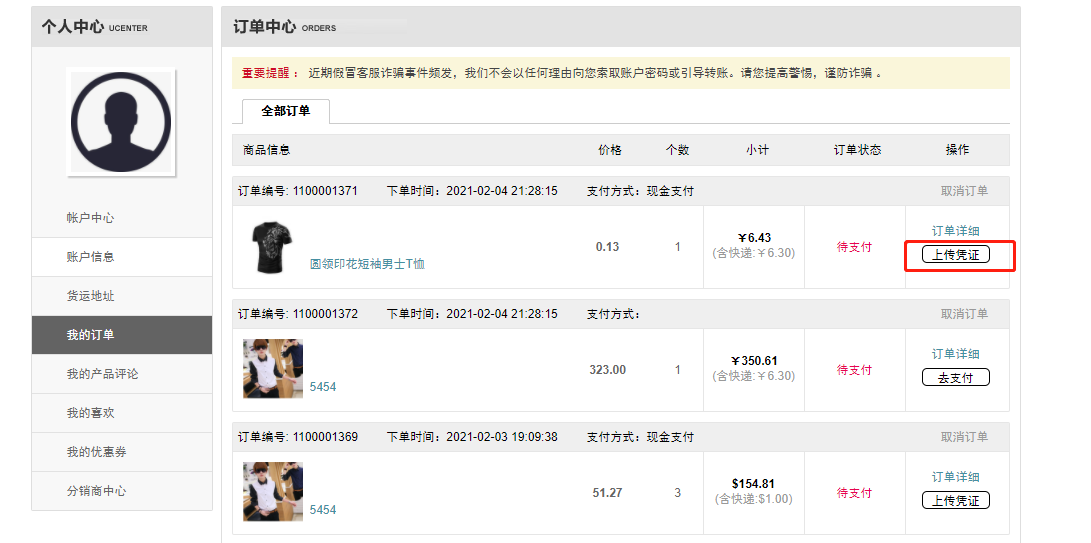 个人中心 UCENTER
帐户中心
账户信息
货运地址
我的订单
我的产品评论
我的喜欢
我的优惠券
分销商中心
订单中心 ORDERS
重要提醒： 近期假冒客服诈骗事件频发，我们不会以任何理由向您索取账户密码或引导转账。请您提高警惕，谨防诈骗 。
全部订单
商品信息 价格 个数 小计 订单状态 操作
订单编号: 1100001371 下单时间：2021-02-04 21:28:15 支付方式：现金支付 取消订单
圆领印花短袖男士T恤 0.13 1 ￥6.43 待支付 订单详细
(含快递:￥6.30) 上传凭证
订单编号: 1100001372 下单时间：2021-02-04 21:28:15 支付方式： 取消订单
5454 323.00 1 ￥350.61 待支付 订单详细
(含快递:￥6.30) 去支付
订单编号: 1100001369 下单时间：2021-02-03 19:09:38 支付方式：现金支付 取消订单
5454 51.27 3 $154.81 待支付 订单详细
(含快递:$1.00) 上传凭证